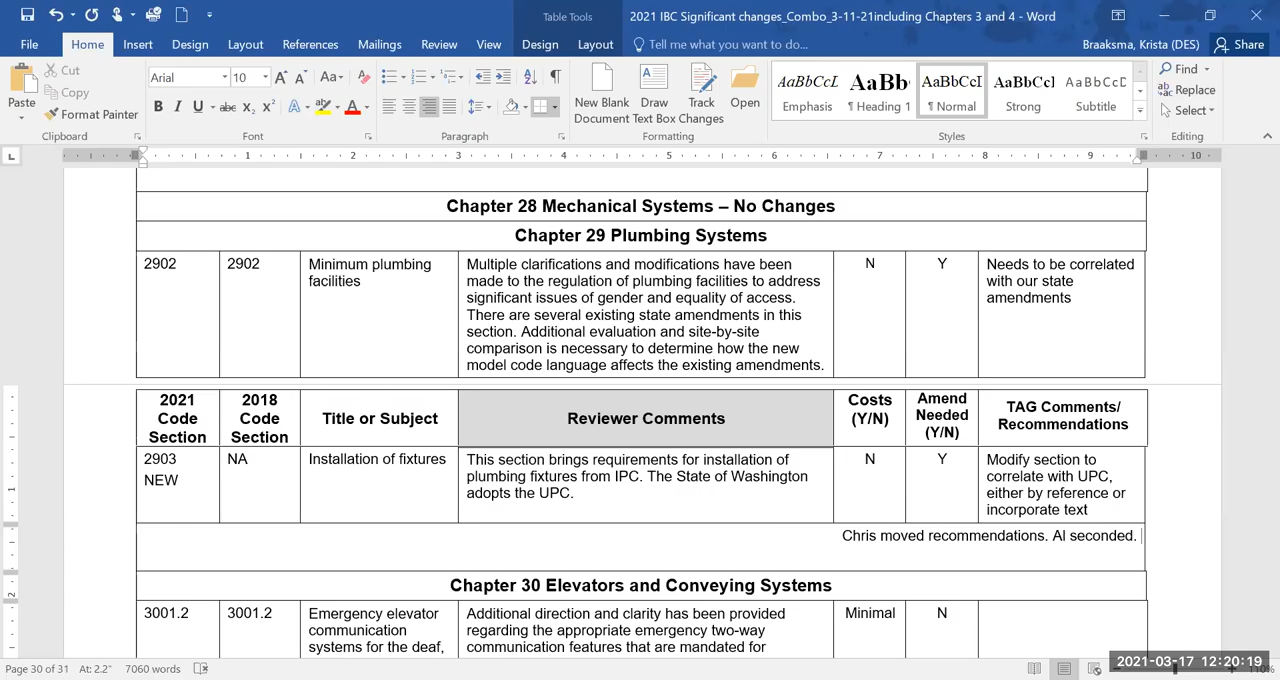 Table Tools
2021 IBC Significant changes_Combo_3-11-21including Chapters 3 and 4 - Word
File Home Insert Design Layout References Mailings Review View Design Layout Tell me what you want to do... Braaksma, Krista (DES) Share
Paste Cut Copy Format Painter
Arial 10
New Blank Document Draw Text Box Track Changes Open
AaBbCcL AaBb( AaBbCcI AaBbCcI AaBbCcI
Emphasis ¶ Heading 1 ¶ Normal Strong Subtitle
Find Replace Select
Clipboard Font Paragraph Formatting Styles Editing
1 2 3 4 5 6 7 8 9 10
Chapter 28 Mechanical Systems – No Changes
Chapter 29 Plumbing Systems
2902 2902 Minimum plumbing facilities
Multiple clarifications and modifications have been
made to the regulation of plumbing facilities to address
significant issues of gender and equality of access.
There are several existing state amendments in this
section. Additional evaluation and site-by-site
comparison is necessary to determine how the new
model code language affects the existing amendments.
N Y
Needs to be correlated
with our state
amendments
2021 Code Section
2018 Code Section
Title or Subject
Reviewer Comments
Costs (Y/N)
Amend Needed (Y/N)
TAG Comments/ Recommendations
2903 NEW
NA
Installation of fixtures
This section brings requirements for installation of
plumbing fixtures from IPC. The State of Washington
adopts the UPC.
N Y
Modify section to
correlate with UPC,
either by reference or
incorporate text
Chris moved recommendations. Al seconded.
Chapter 30 Elevators and Conveying Systems
3001.2 3001.2
Emergency elevator
communication
systems for the deaf,
Additional direction and clarity has been provided
regarding the appropriate emergency two-way
communication features that are mandated for
Minimal N
Page 30 of 31 At: 2.2" 7060 words
2021-03-17 12:20:19